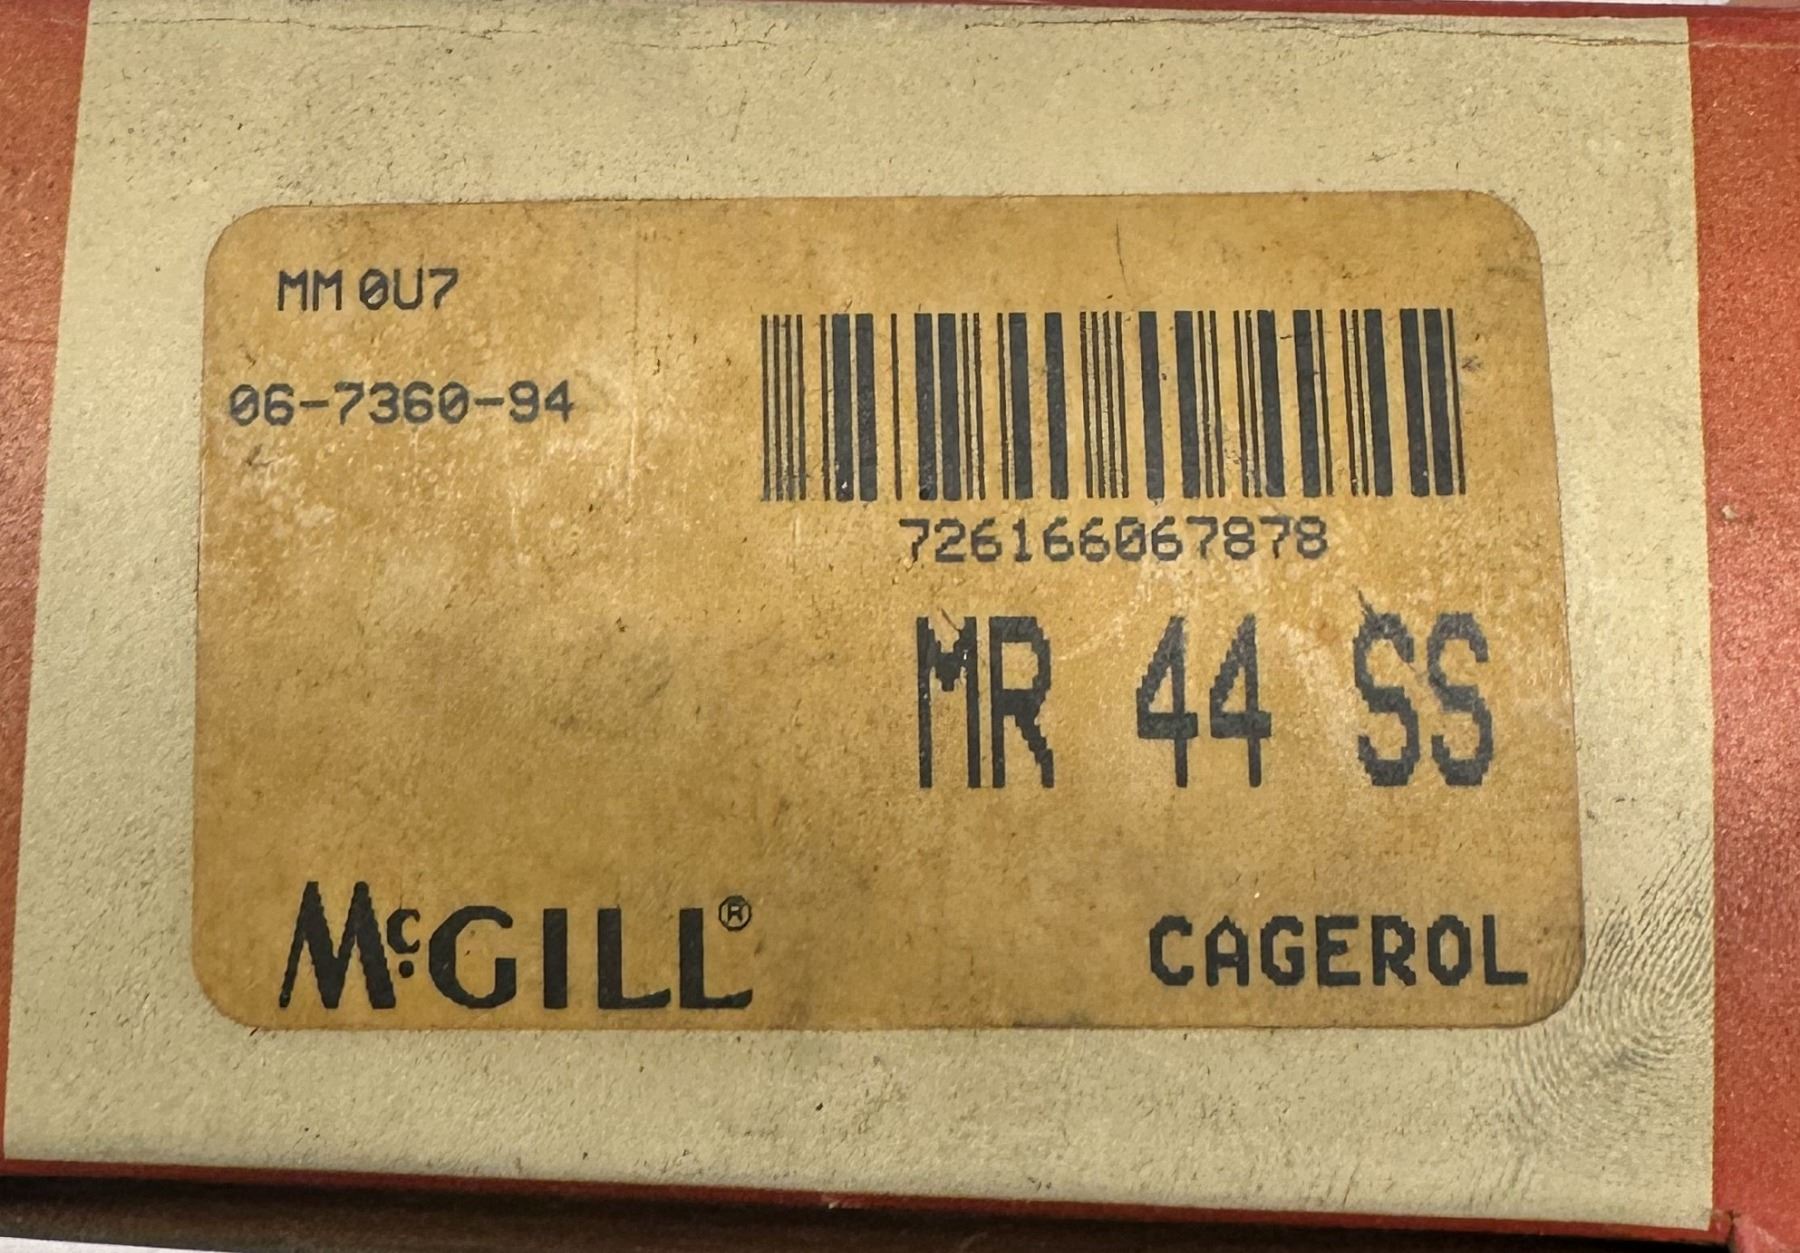 MM 0U7
06-7360-94
726166067878
MR 44 SS
McGILL®
CAGEROL